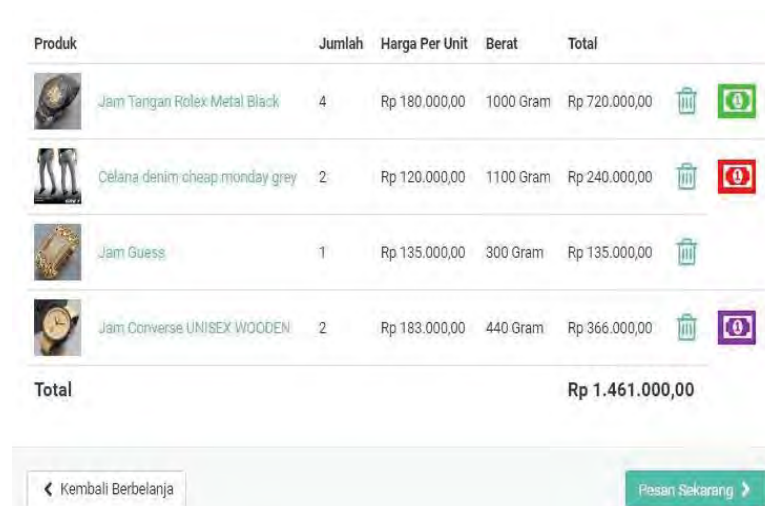 Produk Jumlah Harga Per Unit Berat Total
Jam Tangan Rolex Metal Black 4 Rp 180.000,00 1000 Gram Rp 720.000,00
Celana denim cheap monday grey 2 Rp 120.000,00 1100 Gram Rp 240.000,00
Jam Guess 1 Rp 135.000,00 300 Gram Rp 135.000,00
Jam Converse UNISEX WOODEN 2 Rp 183.000,00 440 Gram Rp 366.000,00
Total Rp 1.461.000,00
Kembali Berbelanja Pesan Sekarang